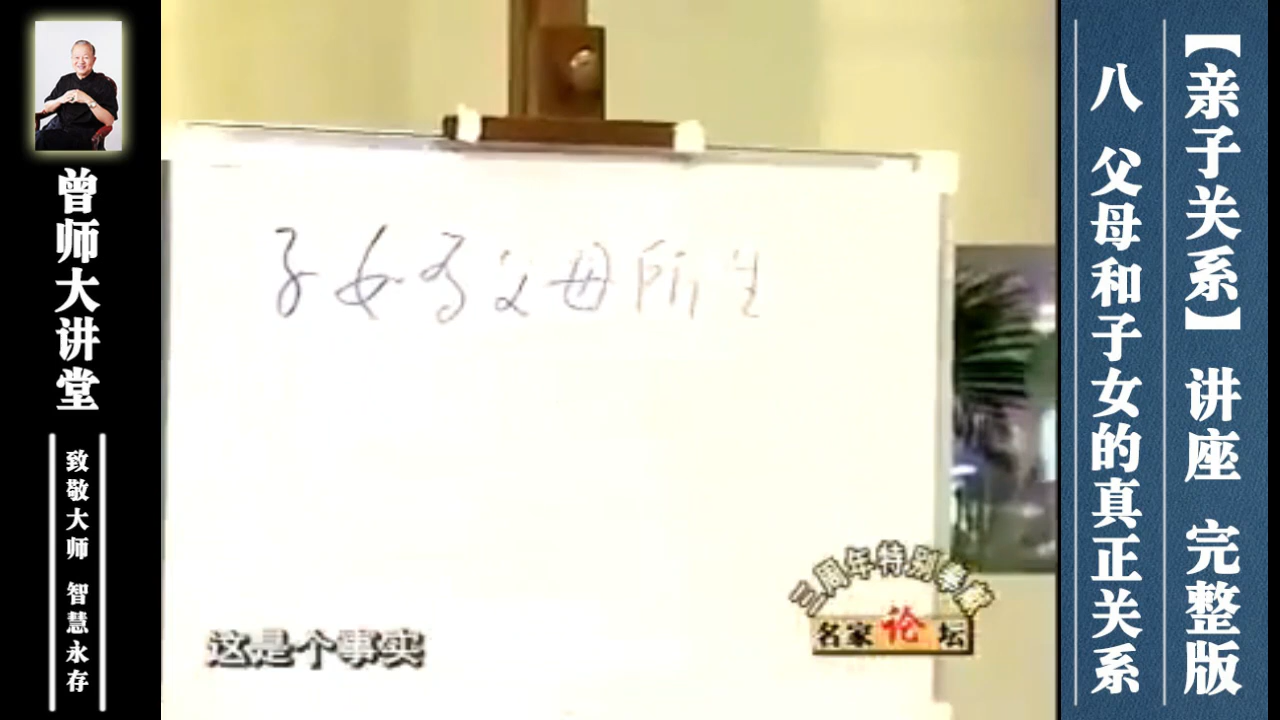 曾师大讲堂
致敬大师 智慧永存
子女为父母所生
三周年特别奉献
名家论坛
这是个事实
八 父母和子女的真正关系
【亲子关系】讲座 完整版